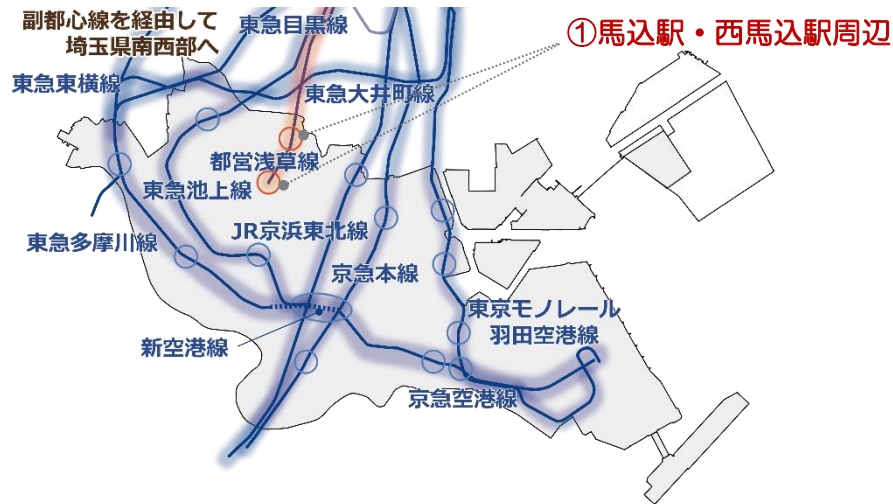 副都心線を経由して
埼玉県南西部へ
東急目黒線
①馬込駅・西馬込駅周辺
東急東横線
東急大井町線
都営浅草線
東急池上線
JR京浜東北線
東急多摩川線
京急本線
東京モノレール
羽田空港線
新空港線
京急空港線